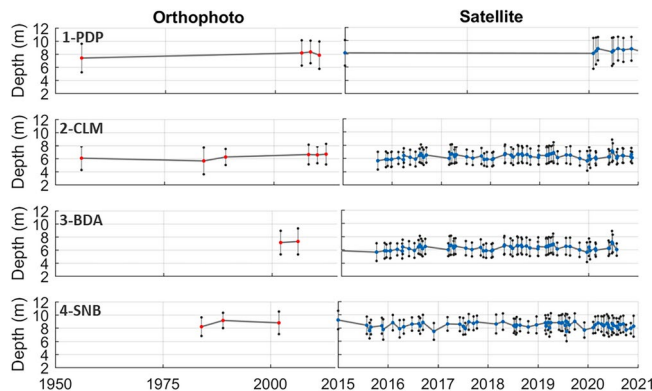 Orthophoto Satellite
Depth (m) 12 10 8 6 4 2 1-PDP
Depth (m) 12 10 8 6 4 2 2-CLM
Depth (m) 12 10 8 6 4 2 3-BDA
Depth (m) 12 10 8 6 4 2 4-SNB
1950 1975 2000 2015 2016 2017 2018 2019 2020 2021